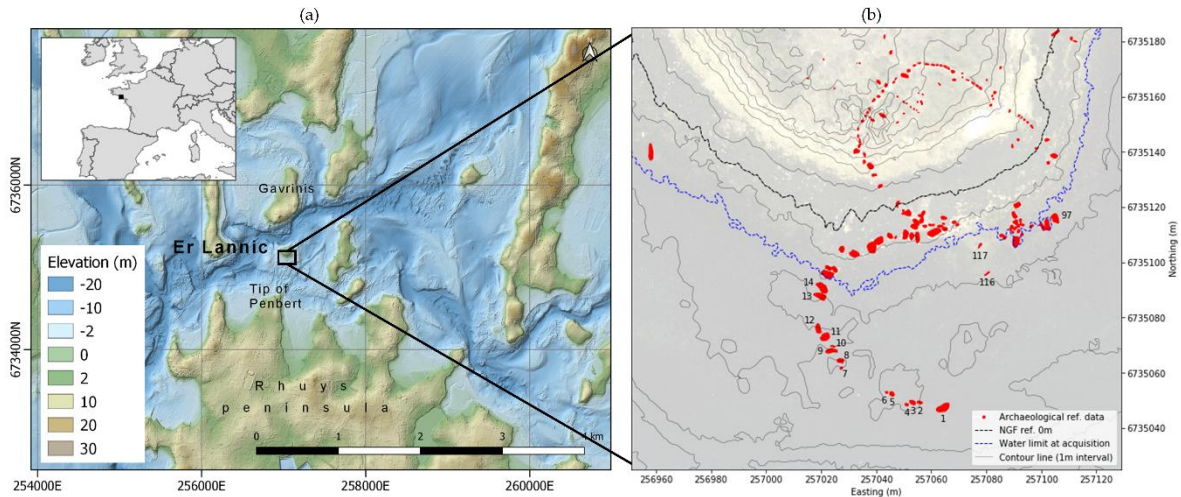 (a)
Gavrinis
Er Lannic
Tip of
Penbert
Rhuys
peninsula
Elevation (m)
-20
-10
-2
0
2
10
20
30
0 1 2 3 4 km
6736000N
6734000N
254000E 256000E 258000E 260000E
(b)
97
117
116
14
13
12
11
10
9
8
7
6 5
4 3 2
1
Archaeological ref. data
NGF ref. 0m
Water limit at acquisition
Contour line (1m interval)
6735180
6735160
6735140
6735120
6735100
6735080
6735060
6735040
Northing (m)
256960 256980 257000 257020 257040 257060 257080 257100 257120
Easting (m)